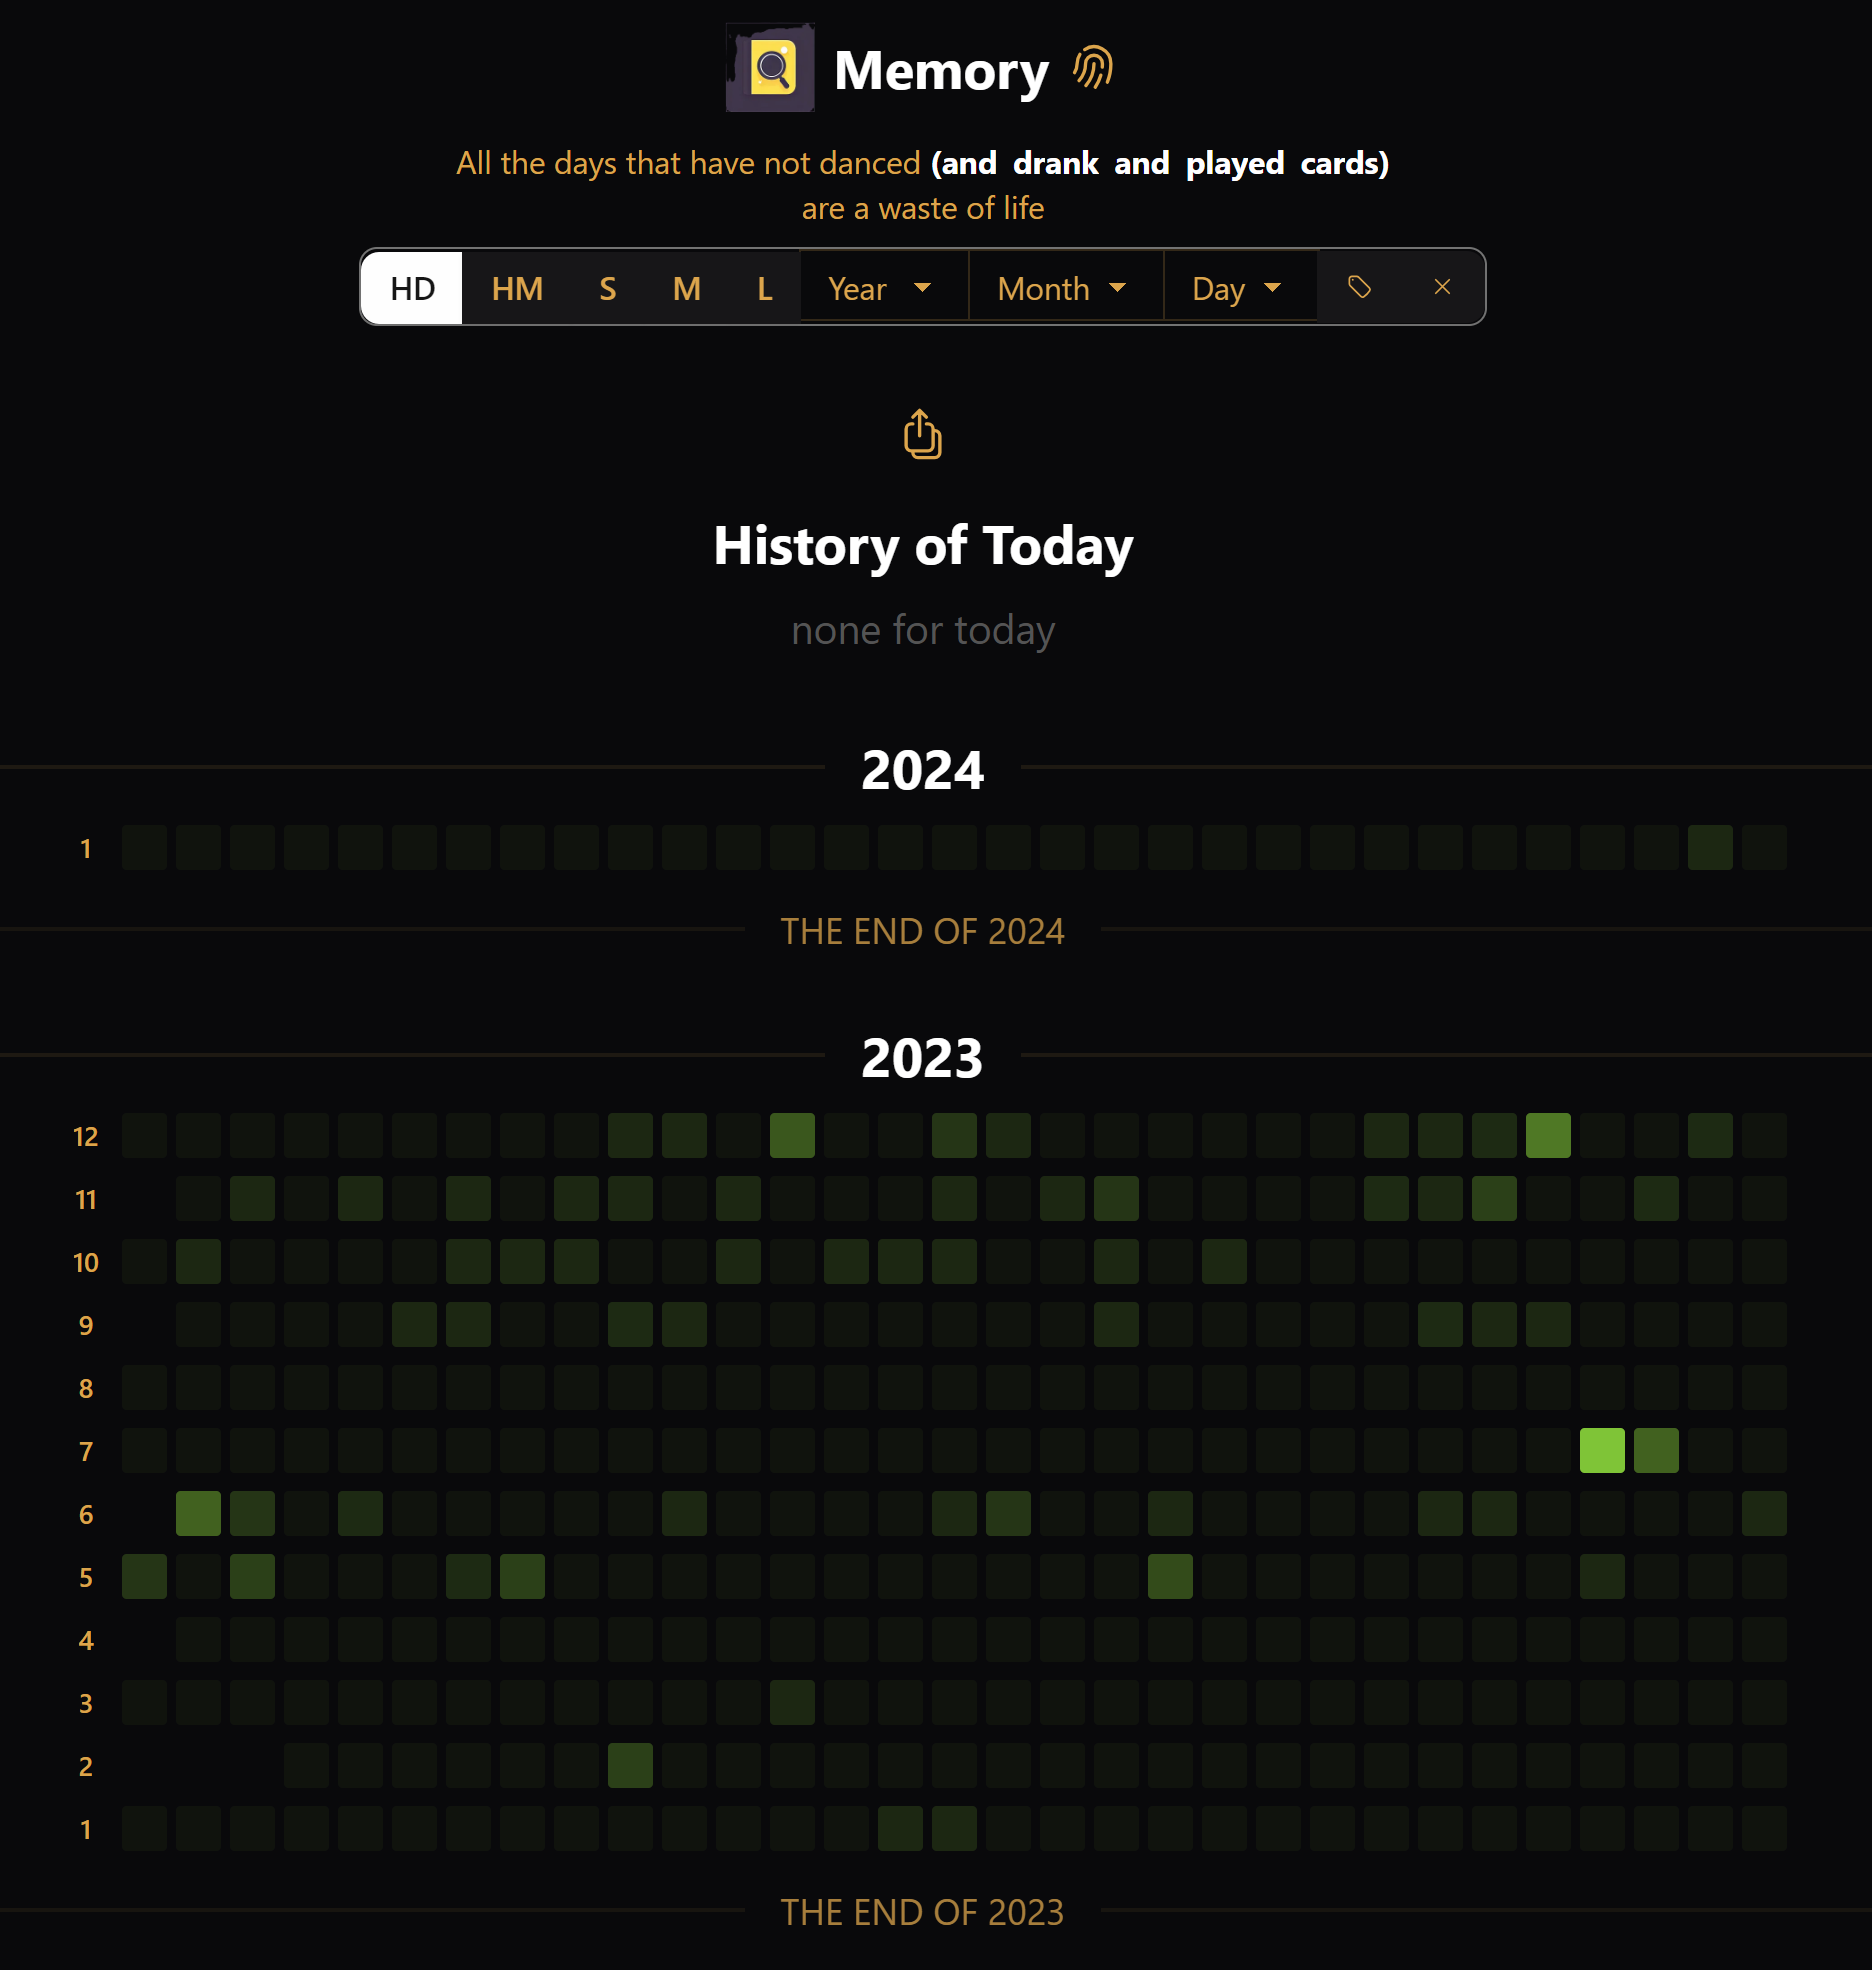 Memory
All the days that have not danced (and drank and played cards)
are a waste of life
HD HM S M L Year Month Day
History of Today
none for today
2024
1
THE END OF 2024
2023
12
11
10
9
8
7
6
5
4
3
2
1
THE END OF 2023